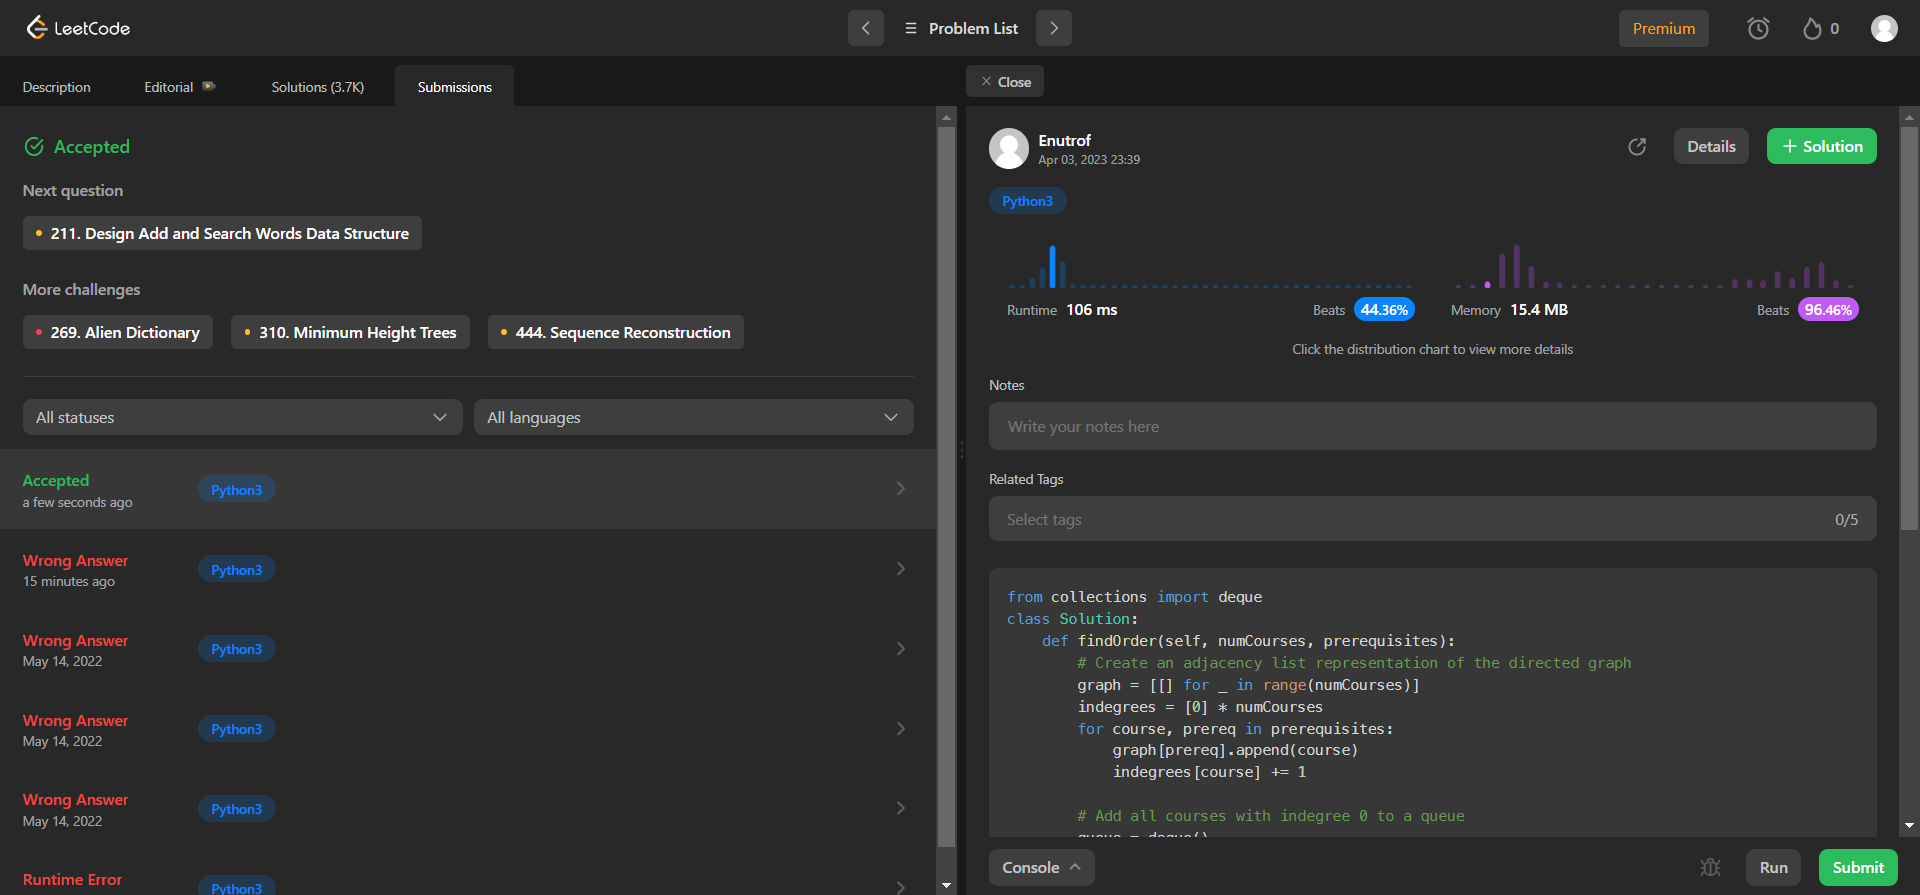 LeetCode
Problem List
Premium
0
Description
Editorial
Solutions (3.7K)
Submissions
Accepted
Next question
211. Design Add and Search Words Data Structure
More challenges
269. Alien Dictionary
310. Minimum Height Trees
444. Sequence Reconstruction
All statuses
All languages
Accepted
a few seconds ago
Python3
Wrong Answer
15 minutes ago
Python3
Wrong Answer
May 14, 2022
Python3
Wrong Answer
May 14, 2022
Python3
Wrong Answer
May 14, 2022
Python3
Runtime Error
Python3
Close
Enutrof
Apr 03, 2023 23:39
Details
+ Solution
Python3
Runtime 106 ms
Beats 44.36%
Memory 15.4 MB
Beats 96.46%
Click the distribution chart to view more details
Notes
Write your notes here
Related Tags
Select tags
0/5
from collections import deque
class Solution:
    def findOrder(self, numCourses, prerequisites):
        # Create an adjacency list representation of the directed graph
        graph = [[] for _ in range(numCourses)]
        indegrees = [0] * numCourses
        for course, prereq in prerequisites:
            graph[prereq].append(course)
            indegrees[course] += 1
        # Add all courses with indegree 0 to a queue
        queue = deque()
Console
Run
Submit